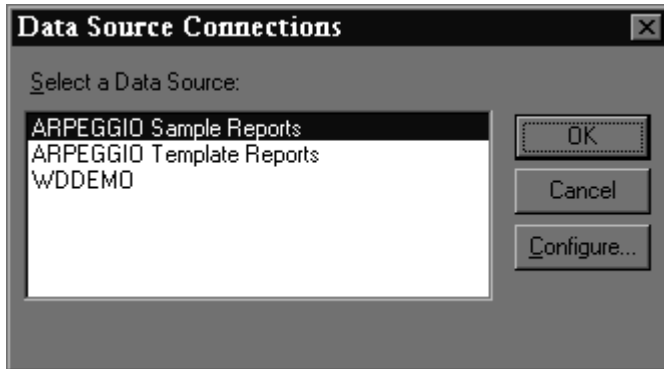 Data Source Connections
Select a Data Source:
ARPEGGIO Sample Reports
ARPEGGIO Template Reports
WDDEMO
OK
Cancel
Configure...